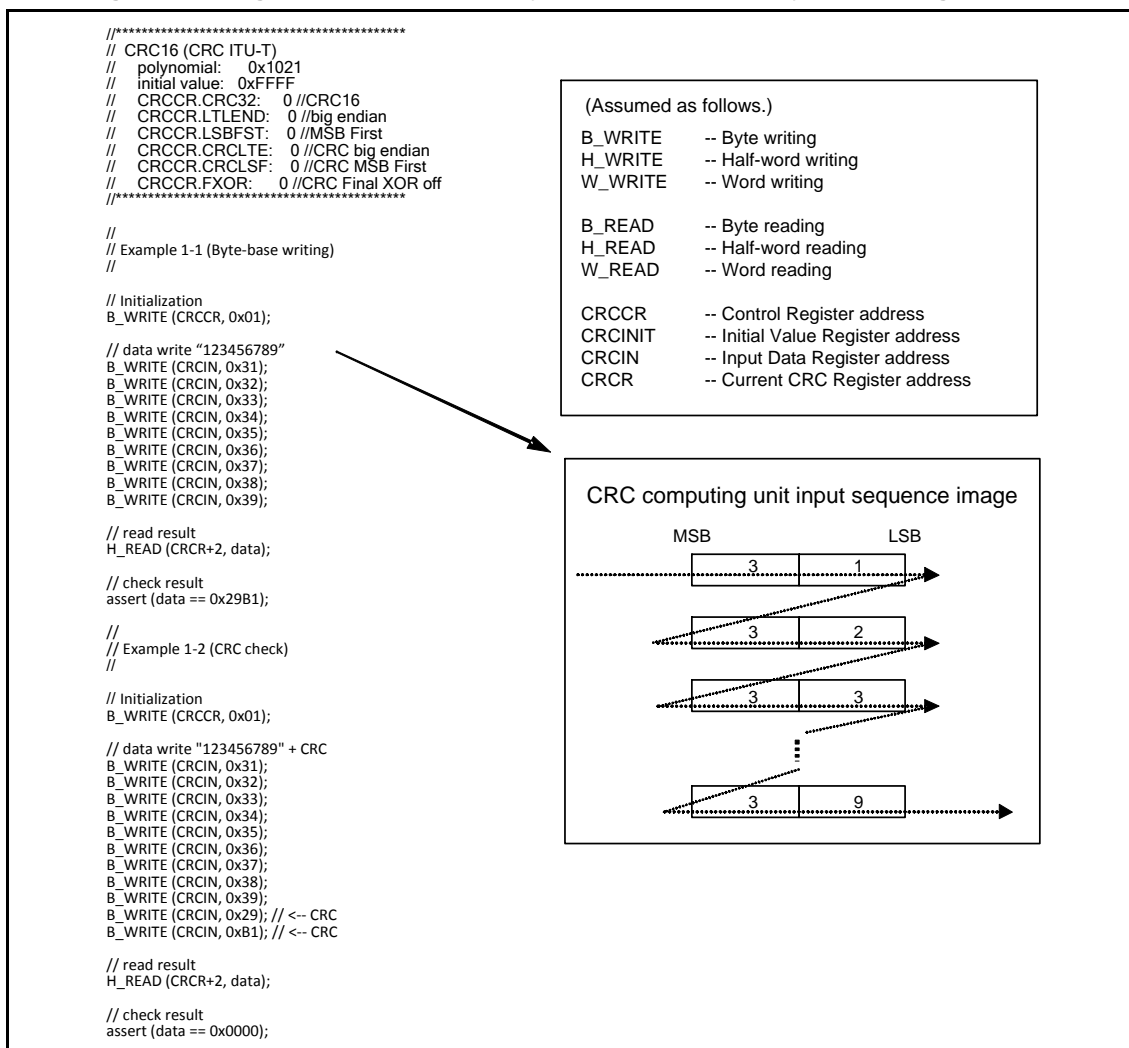 //*********************************************
// CRC16 (CRC ITU-T)
// polynomial: 0x1021
// initial value: 0xFFFF
// CRCCR.CRC32: 0 //CRC16
// CRCCR.LTLEND: 0 //big endian
// CRCCR.LSBFST: 0 //MSB First
// CRCCR.CRCLTE: 0 //CRC big endian
// CRCCR.CRCLSF: 0 //CRC MSB First
// CRCCR.FXOR: 0 //CRC Final XOR off
//*********************************************
//
// Example 1-1 (Byte-base writing)
//
// Initialization
B_WRITE (CRCCR, 0x01);
// data write “123456789”
B_WRITE (CRCIN, 0x31);
B_WRITE (CRCIN, 0x32);
B_WRITE (CRCIN, 0x33);
B_WRITE (CRCIN, 0x34);
B_WRITE (CRCIN, 0x35);
B_WRITE (CRCIN, 0x36);
B_WRITE (CRCIN, 0x37);
B_WRITE (CRCIN, 0x38);
B_WRITE (CRCIN, 0x39);
// read result
H_READ (CRCR+2, data);
// check result
assert (data == 0x29B1);
//
// Example 1-2 (CRC check)
//
// Initialization
B_WRITE (CRCCR, 0x01);
// data write "123456789" + CRC
B_WRITE (CRCIN, 0x31);
B_WRITE (CRCIN, 0x32);
B_WRITE (CRCIN, 0x33);
B_WRITE (CRCIN, 0x34);
B_WRITE (CRCIN, 0x35);
B_WRITE (CRCIN, 0x36);
B_WRITE (CRCIN, 0x37);
B_WRITE (CRCIN, 0x38);
B_WRITE (CRCIN, 0x39);
B_WRITE (CRCIN, 0x29); // <-- CRC
B_WRITE (CRCIN, 0xB1); // <-- CRC
// read result
H_READ (CRCR+2, data);
// check result
assert (data == 0x0000);
(Assumed as follows.)
B_WRITE -- Byte writing
H_WRITE -- Half-word writing
W_WRITE -- Word writing
B_READ -- Byte reading
H_READ -- Half-word reading
W_READ -- Word reading
CRCCR -- Control Register address
CRCINIT -- Initial Value Register address
CRCIN -- Input Data Register address
CRCR -- Current CRC Register address
CRC computing unit input sequence image
MSB LSB
3 1
3 2
3 3
3 9